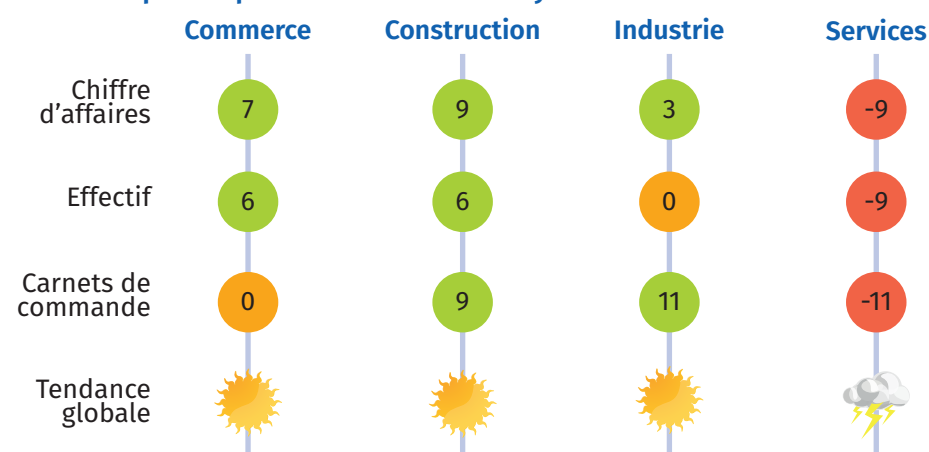 Commerce Construction Industrie Services
Chiffre
d'affaires
7 9 3 -9
Effectif 6 6 0 -9
Carnets de
commande
0 9 11 -11
Tendance
globale